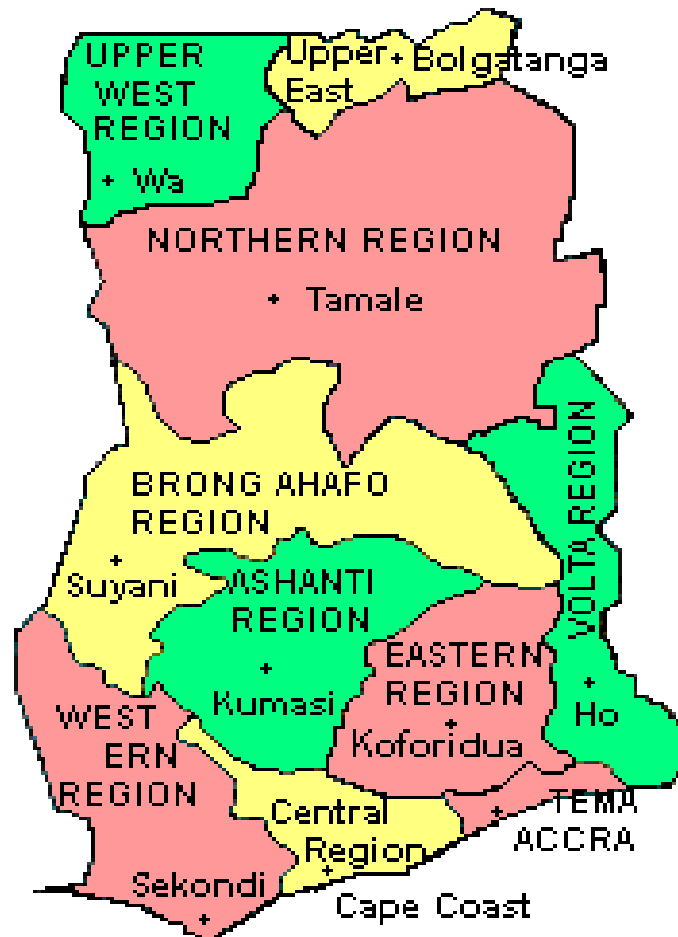 UPPER
WEST
REGION
Wa
Upper
East
Bolgatanga
NORTHERN REGION
Tamale
BRONG AHAFO
REGION
Suyani
ASHANTI
REGION
Kumasi
VOLTA REGION
Ho
EASTERN
REGION
Koforidua
WEST
ERN
REGION
Sekondi
Central
Region
Cape Coast
TEMA
ACCRA